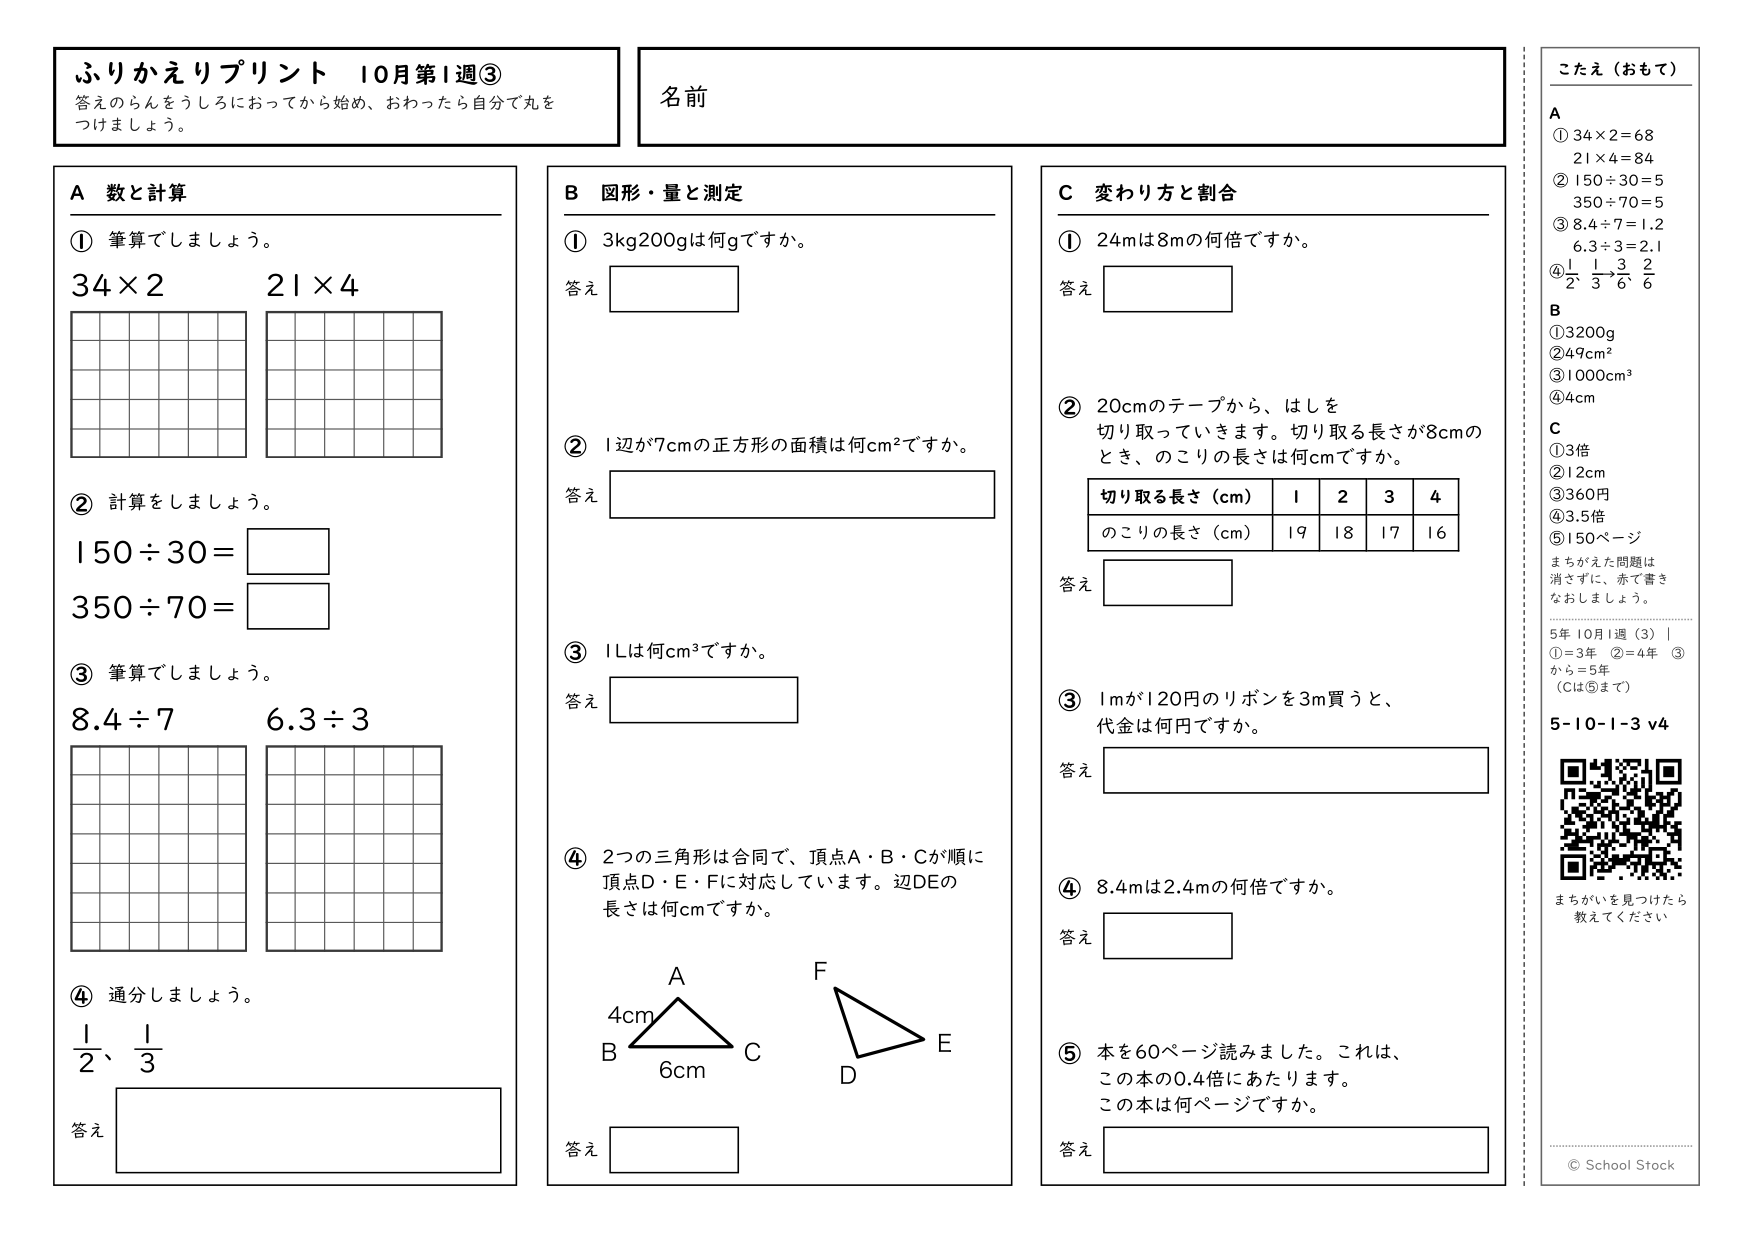 ふりかえりプリント　10月第1週③
答えのらんをうしろにおってから始め、おわったら自分で丸を
つけましょう。
名前
A　数と計算
①　筆算でしましょう。
34×2　21×4
②　計算をしましょう。
150÷30＝
350÷70＝
③　筆算でしましょう。
8.4÷7　6.3÷3
④　通分しましょう。
1/2、1/3
答え
B　図形・量と測定
①　3kg200gは何gですか。
答え
②　1辺が7cmの正方形の面積は何cm²ですか。
答え
③　1Lは何cm³ですか。
答え
④　2つの三角形は合同で、頂点A・B・Cが順に
頂点D・E・Fに対応しています。辺DEの
長さは何cmですか。
A
4cm
B
C
6cm
F
E
D
答え
C　変わり方と割合
①　24mは8mの何倍ですか。
答え
②　20cmのテープから、はしを
切り取っていきます。切り取る長さが8cmの
とき、のこりの長さは何cmですか。
切り取る長さ（cm）　1　2　3　4
のこりの長さ（cm）　19　18　17　16
答え
③　1mが120円のリボンを3m買うと、
代金は何円ですか。
答え
④　8.4mは2.4mの何倍ですか。
答え
⑤　本を60ページ読みました。これは、
この本の0.4倍にあたります。
この本は何ページですか。
答え
こたえ（おもて）
A
① 34×2＝68
21×4＝84
② 150÷30＝5
350÷70＝5
③ 8.4÷7＝1.2
6.3÷3＝2.1
④1/2、1/3→3/6、2/6
B
①3200g
②49cm²
③1000cm³
④4cm
C
①3倍
②12cm
③360円
④3.5倍
⑤150ページ
まちがえた問題は
消さずに、赤で書き
なおしましょう。
5年 10月1週（3）｜
①＝3年　②＝4年　③
から＝5年
（Cは⑤まで）
5-10-1-3 v4
まちがいを見つけたら
教えてください
© School Stock